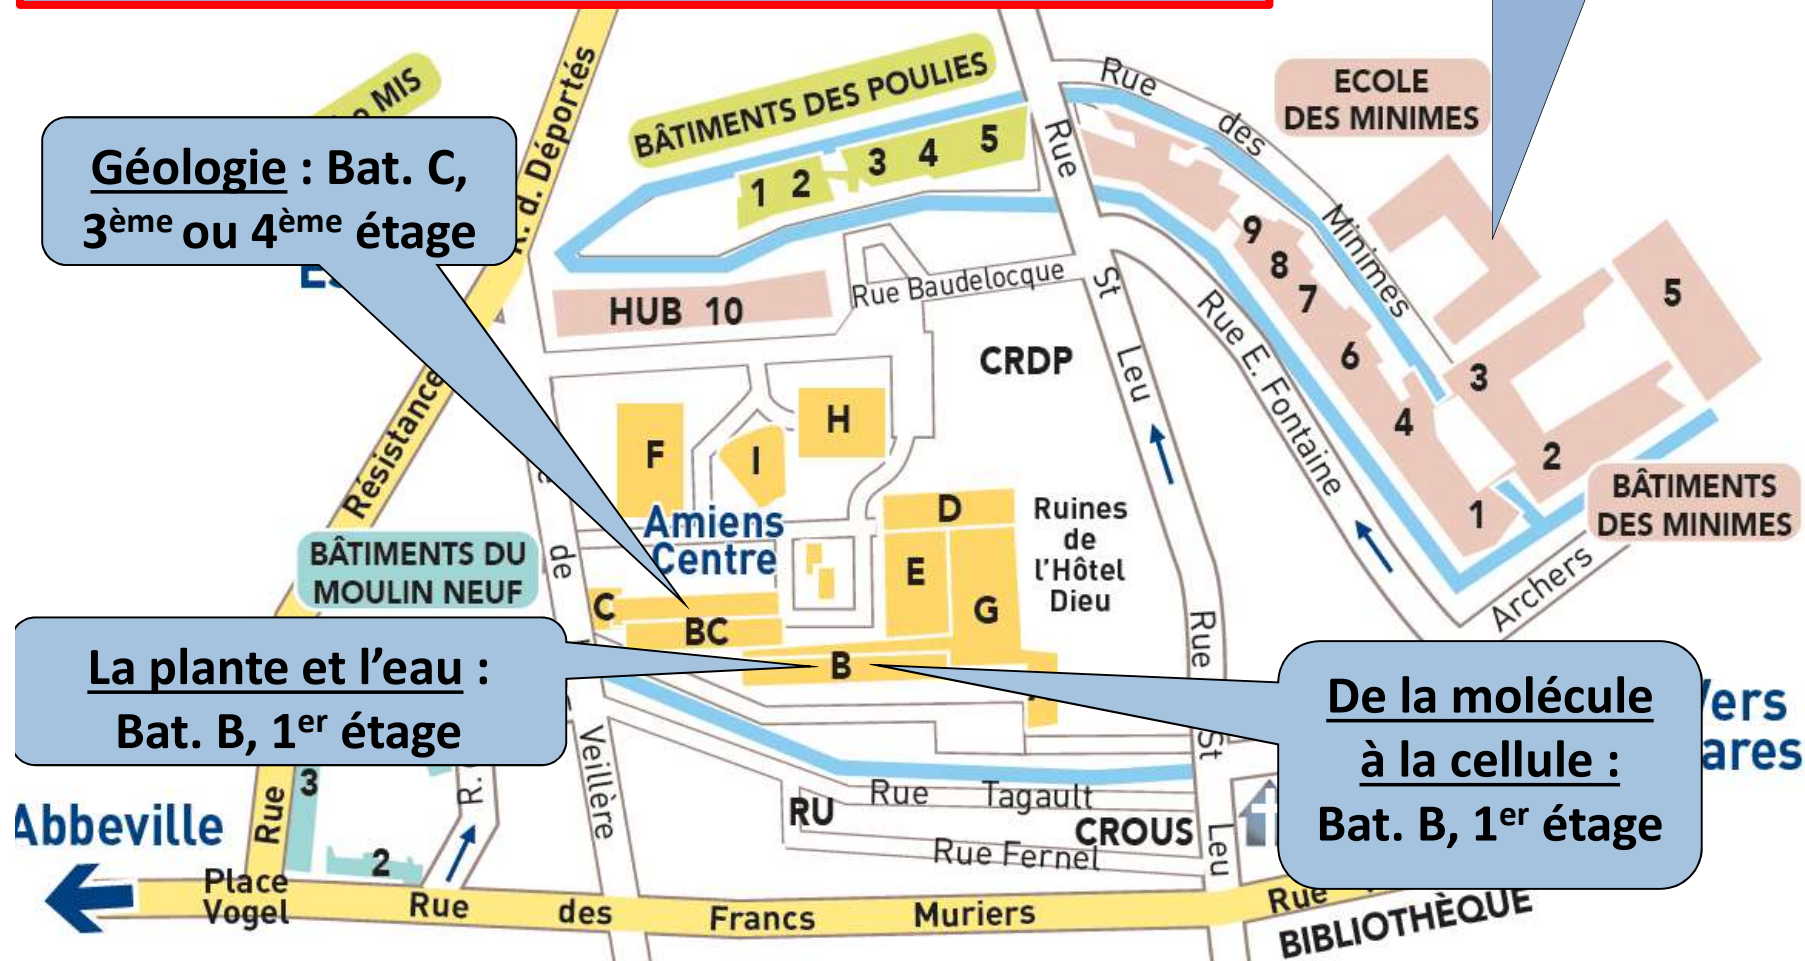 MIS
BÂTIMENTS DES POULIES
1 2 3 4 5
R. d. Déportés
Résistance
Rue
Rue des Minimes
ECOLE
DES MINIMES
Géologie : Bat. C,
3ème ou 4ème étage
HUB 10
Rue Baudelocque
Rue St Leu
Rue E. Fontaine
9
8
7
6
5
4
3
2
1
CRDP
F
I
H
D
E
G
C
BC
B
Amiens
Centre
Ruines
de
l'Hôtel
Dieu
BÂTIMENTS
DES MINIMES
Archers
BÂTIMENTS DU
MOULIN NEUF
de
Veillère
La plante et l'eau :
Bat. B, 1er étage
De la molécule
à la cellule :
Bat. B, 1er étage
Rue St Leu
3
2
R.
Abbeville
Place
Vogel
RU
Rue Tagault
CROUS
Rue Fernel
Rue des Francs Muriers
Rue
BIBLIOTHÈQUE